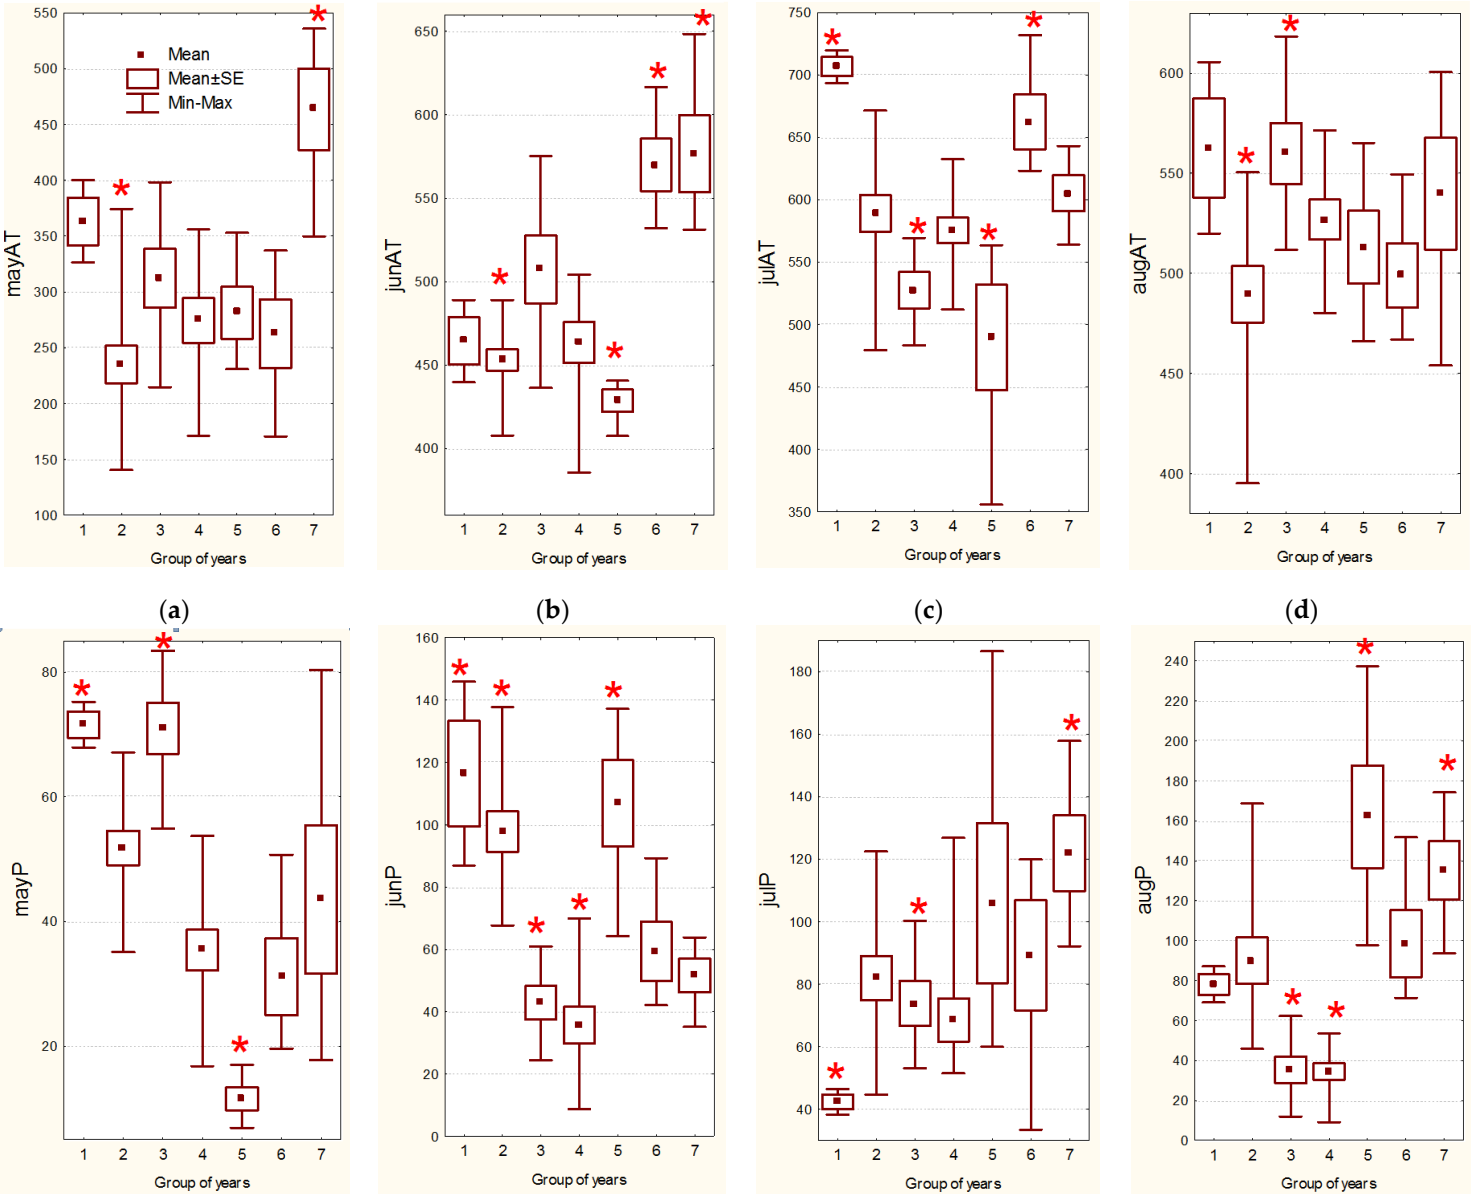 mayAT
550
500
450
400
350
300
250
200
150
100
Mean
Mean±SE
Min-Max
* * 
1 2 3 4 5 6 7
Group of years
junAT
650
600
550
500
450
400
* * * *
1 2 3 4 5 6 7
Group of years
julAT
750
700
650
600
550
500
450
400
350
* * * *
1 2 3 4 5 6 7
Group of years
augAT
600
550
500
450
400
* *
1 2 3 4 5 6 7
Group of years
(a) (b) (c) (d)
mayP
80
60
40
20
* * *
1 2 3 4 5 6 7
Group of years
junP
160
140
120
100
80
60
40
20
0
* * * * *
1 2 3 4 5 6 7
Group of years
julP
180
160
140
120
100
80
60
40
* * *
1 2 3 4 5 6 7
Group of years
augP
240
220
200
180
160
140
120
100
80
60
40
20
0
* * * *
1 2 3 4 5 6 7
Group of years